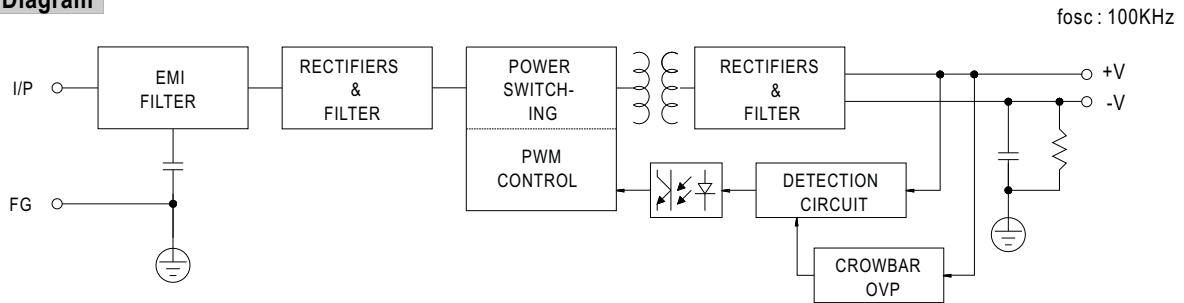 Diagram
fosc : 100KHz
I/P
EMI
FILTER
RECTIFIERS
&
FILTER
POWER
SWITCH-
ING
PWM
CONTROL
RECTIFIERS
&
FILTER
+V
-V
DETECTION
CIRCUIT
CROWBAR
OVP
FG